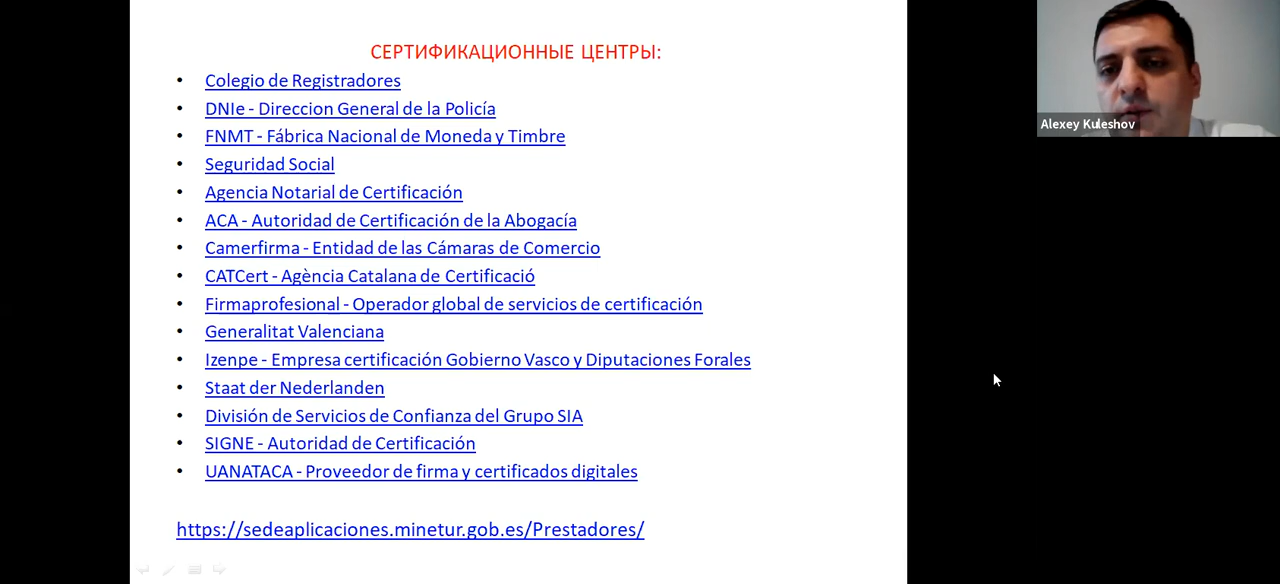 СЕРТИФИКАЦИОННЫЕ ЦЕНТРЫ:
• Colegio de Registradores
• DNIe - Direccion General de la Policía
• FNMT - Fábrica Nacional de Moneda y Timbre
• Seguridad Social
• Agencia Notarial de Certificación
• ACA - Autoridad de Certificación de la Abogacía
• Camerfirma - Entidad de las Cámaras de Comercio
• CATCert - Agència Catalana de Certificació
• Firmaprofesional - Operador global de servicios de certificación
• Generalitat Valenciana
• Izenpe - Empresa certificación Gobierno Vasco y Diputaciones Forales
• Staat der Nederlanden
• División de Servicios de Confianza del Grupo SIA
• SIGNE - Autoridad de Certificación
• UANATACA - Proveedor de firma y certificados digitales
https://sedeaplicaciones.minetur.gob.es/Prestadores/
Alexey Kuleshov